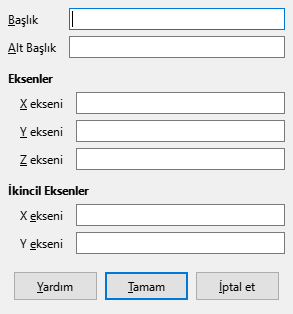 Başlık
Alt Başlık
Eksenler
X ekseni
Y ekseni
Z ekseni
İkincil Eksenler
X ekseni
Y ekseni
Yardım Tamam İptal et